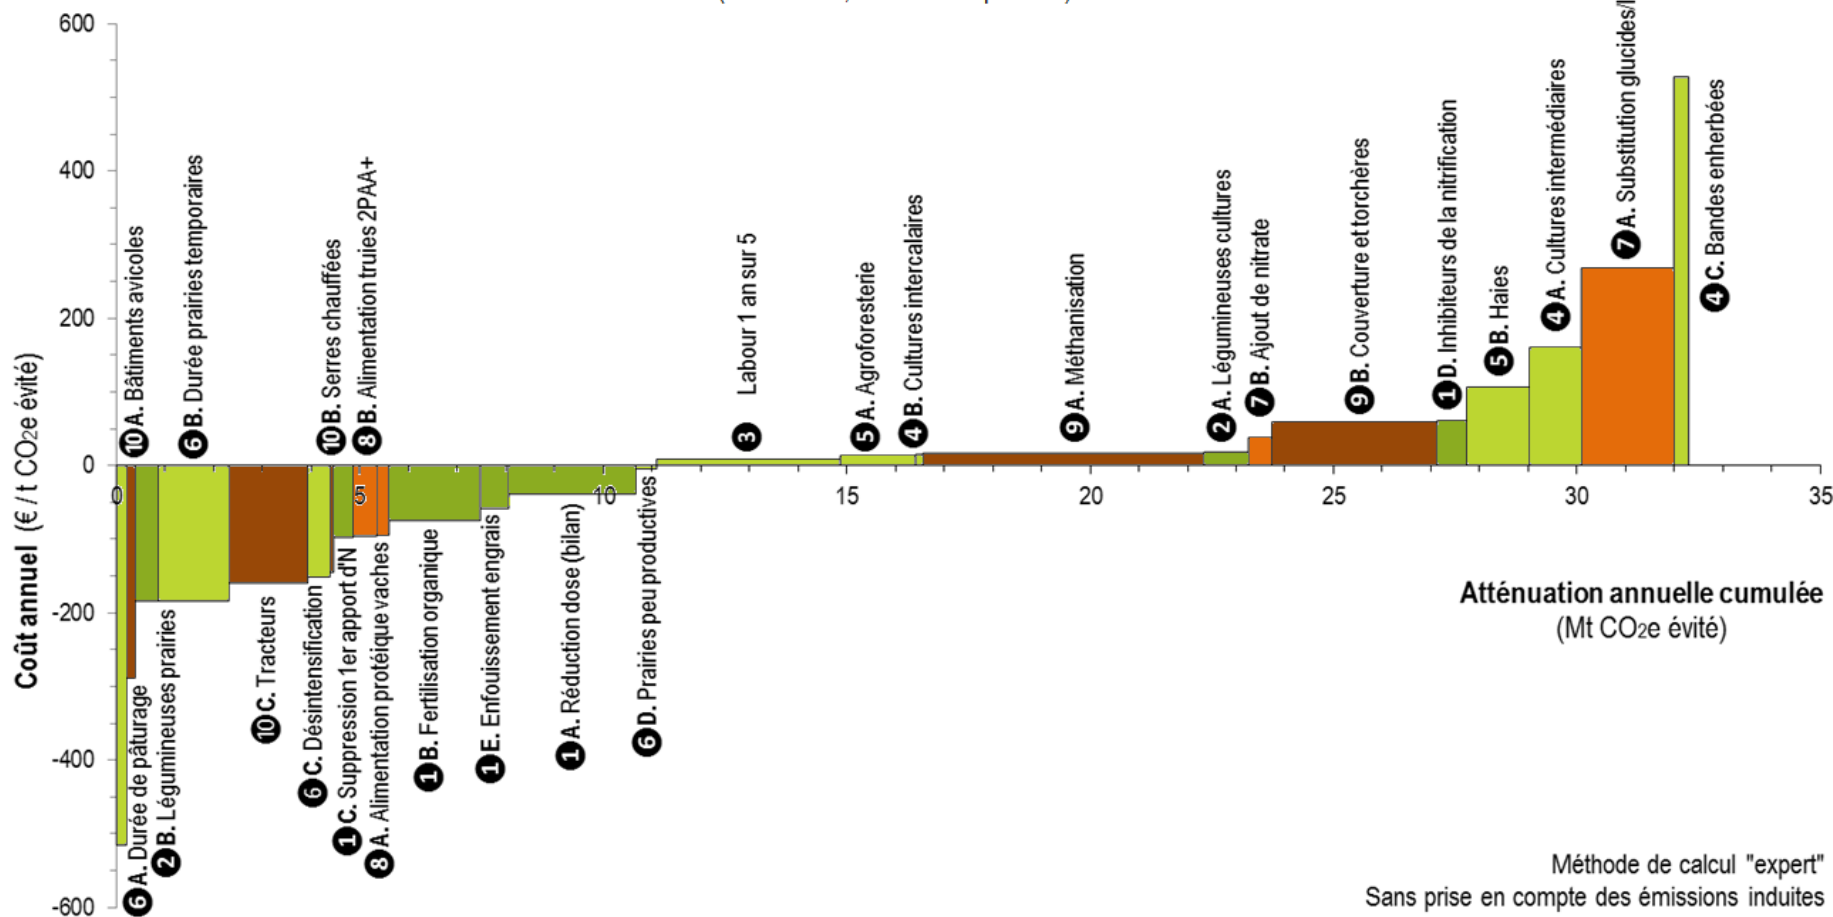 600
400
200
0
-200
-400
-600
Coût annuel (€ / t CO2e évité)
0
5
10
15
20
25
30
35
10 A. Bâtiments avicoles
6 B. Durée prairies temporaires
10 B. Serres chauffées
8 B. Alimentation truies 2PAA+
3 Labour 1 an sur 5
5 A. Agroforesterie
4 B. Cultures intercalaires
9 A. Méthanisation
2 A. Légumineuses cultures
7 B. Ajout de nitrate
9 B. Couverture et torchères
1 D. Inhibiteurs de la nitrification
5 B. Haies
4 A. Cultures intermédiaires
7 A. Substitution glucides/
4 C. Bandes enherbées
6 A. Durée de pâturage
2 B. Légumineuses prairies
10 C. Tracteurs
6 C. Désintensification
1 C. Suppression 1er apport d'N
8 A. Alimentation protéique vaches
1 B. Fertilisation organique
1 E. Enfouissement engrais
1 A. Réduction dose (bilan)
6 D. Prairies peu productives
Atténuation annuelle cumulée
(Mt CO2e évité)
Méthode de calcul "expert"
Sans prise en compte des émissions induites